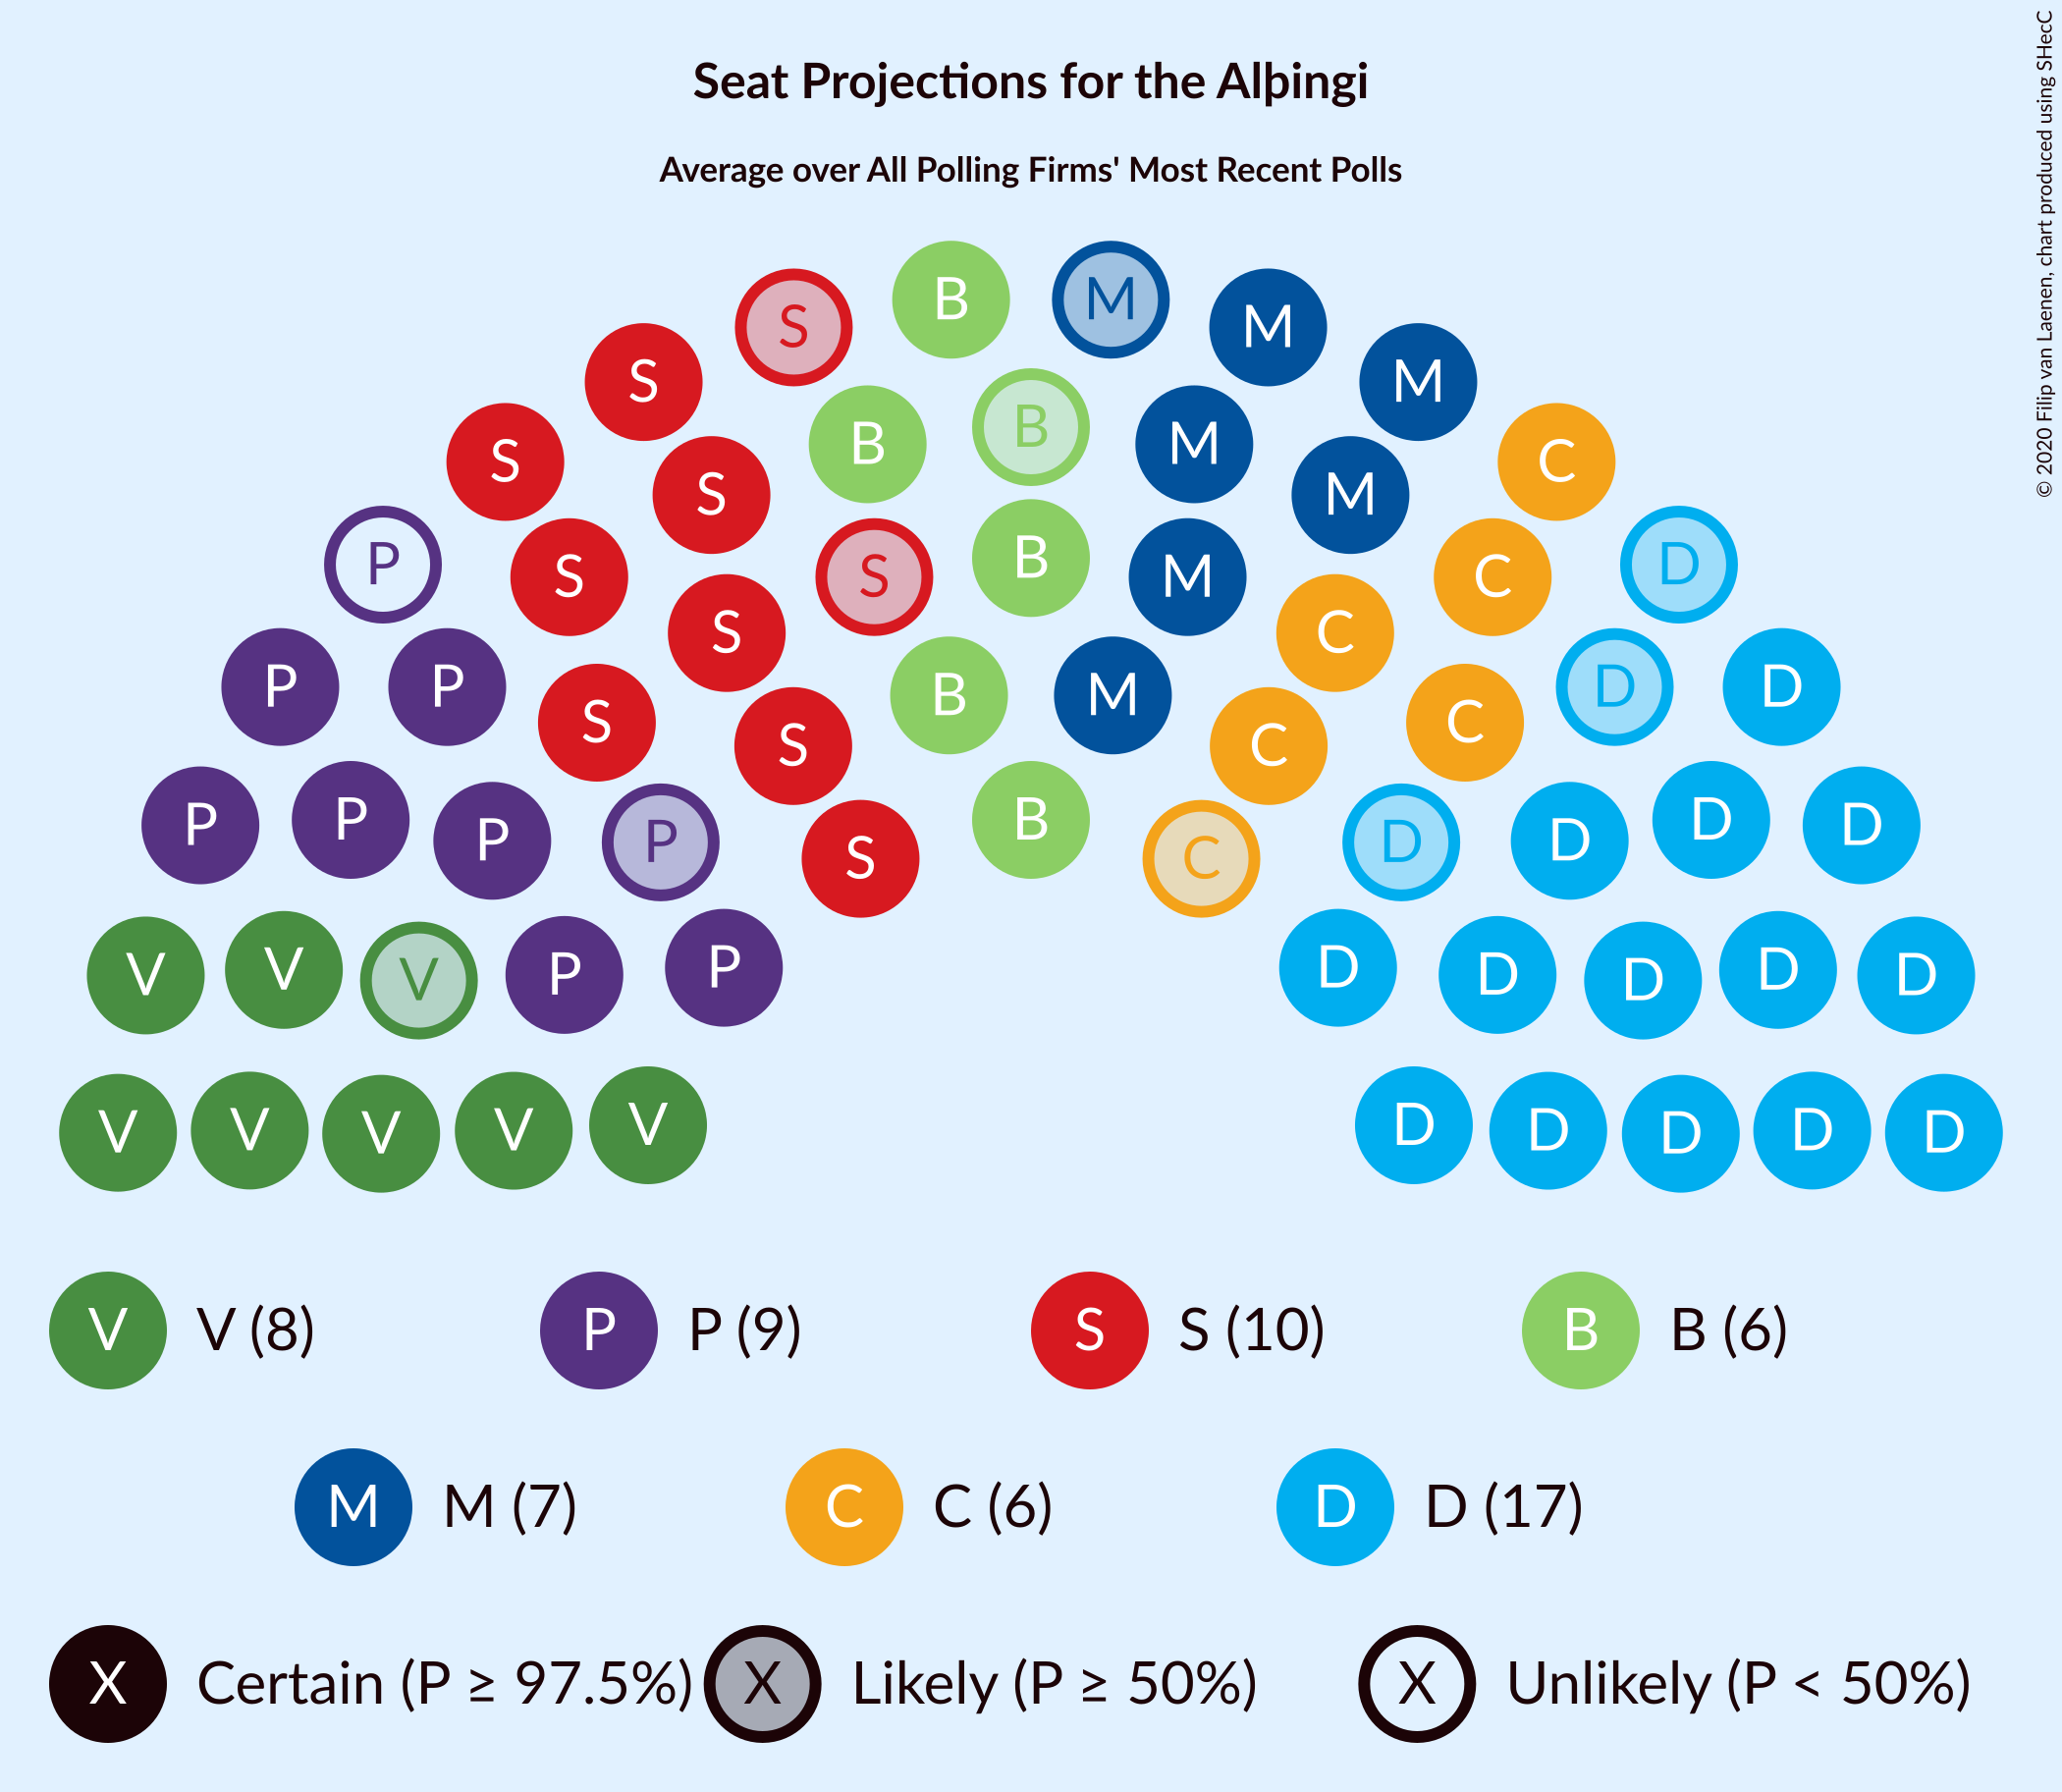 Seat Projections for the Alþingi
Average over All Polling Firms' Most Recent Polls
© 2020 Filip van Laenen, chart produced using SHecC
B M
S M
S M
B
S B M C
S M
P S D
S S B M C
C
P P D D
S B M
S C
S C
P P P P D D D D
S B C
V V V P P D D D D D
V V V V V D D D D D
V V (8) P P (9) S S (10) B B (6)
M M (7) C C (6) D D (17)
X Certain (P ≥ 97.5%) X Likely (P ≥ 50%) X Unlikely (P < 50%)